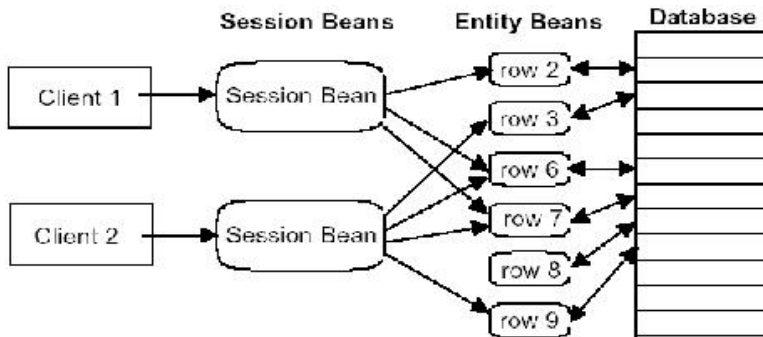 Session Beans
Entity Beans
Database
Client 1
Session Bean
row 2
row 3
row 6
Client 2
Session Bean
row 7
row 8
row 9